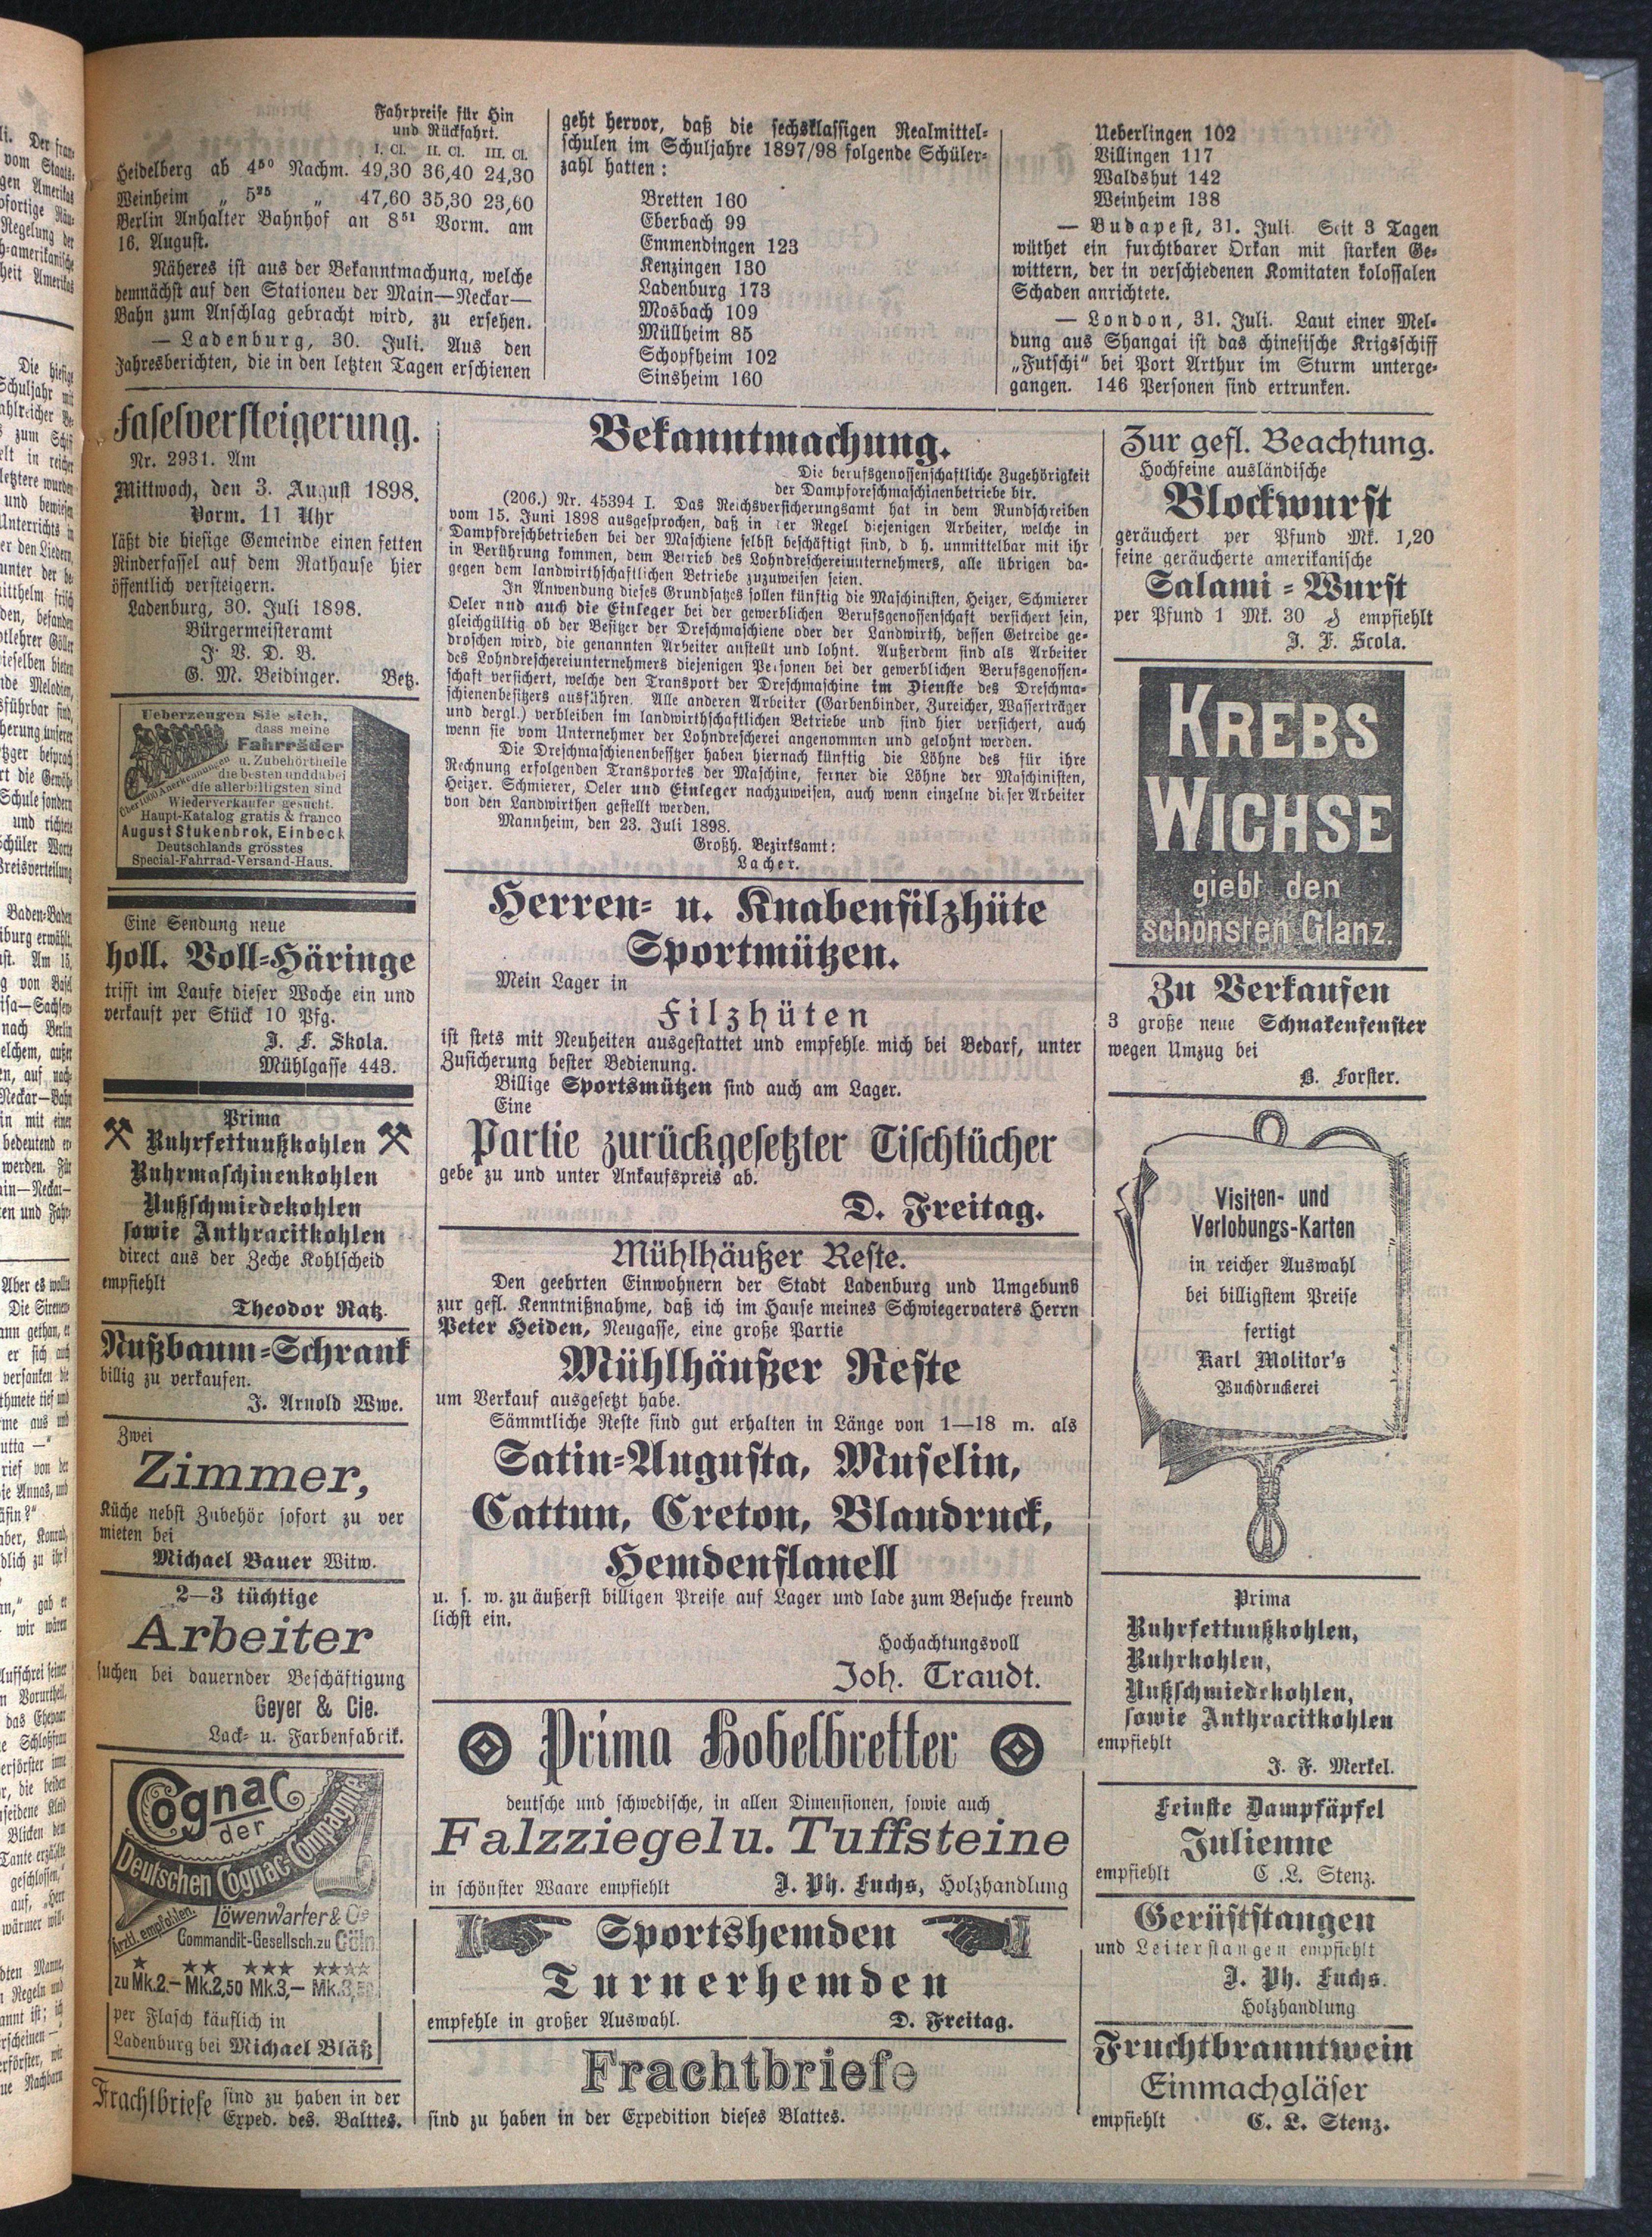 Fahrpreise für Hin
und Rückfahrt.
I. Cl. II. Cl. III. Cl.
Heidelberg ab 4⁵⁰ Nachm. 49,30 36,40 24,30
Weinheim „ 5²⁵ „ 47,60 35,30 23,60
Berlin Anhalter Bahnhof an 8⁵¹ Vorm. am
16. August.
Näheres ist aus der Bekanntmachung, welche
demnächst auf den Stationen der Main—Neckar—
Bahn zum Anschlag gebracht wird, zu ersehen.
— Ladenburg, 30. Juli. Aus den
Jahresberichten, die in den letzten Tagen erschienen
geht hervor, daß die sechsklassigen Realmittel-
schulen im Schuljahre 1897/98 folgende Schüler-
zahl hatten:
Bretten 160
Eberbach 99
Emmendingen 123
Kenzingen 130
Ladenburg 173
Mosbach 109
Müllheim 85
Schopfheim 102
Sinsheim 160
Ueberlingen 102
Villingen 117
Waldshut 142
Weinheim 138
— Budapest, 31. Juli. Seit 3 Tagen
wüthet ein furchtbarer Orkan mit starken Ge-
wittern, der in verschiedenen Komitaten kolossalen
Schaden anrichtete.
— London, 31. Juli. Laut einer Mel-
dung aus Shangai ist das chinesische Krigsschiff
„Futschi“ bei Port Arthur im Sturm unterge-
gangen. 146 Personen sind ertrunken.
Faselversteigerung.
Nr. 2931. Am
Mittwoch, den 3. August 1898.
Vorm. 11 Uhr
läßt die hiesige Gemeinde einen fetten
Rinderfassel auf dem Rathause hier
öffentlich versteigern.
Ladenburg, 30. Juli 1898.
Bürgermeisteramt
J. V. D. B.
G. M. Beidinger. Betz.
Ueberzeugen Sie sich,
dass meine
Fahrräder
u. Zubehörtheile
die besten und dabei
die allerbilligsten sind
Über 1000 Anerkennungen
Wiederverkäufer gesucht.
Haupt-Katalog gratis & franco
August Stukenbrok, Einbeck
Deutschlands grösstes
Special-Fahrrad-Versand-Haus.
Eine Sendung neue
holl. Voll-Häringe
trifft im Laufe dieser Woche ein und
verkauft per Stück 10 Pfg.
J. F. Skola.
Mühlgasse 443.
Prima
Ruhrfettnußkohlen
Ruhrmaschinenkohlen
Nußschmiedekohlen
sowie Anthracitkohlen
direct aus der Zeche Kohlscheid
empfiehlt
Theodor Ratz.
Nußbaum-Schrank
billig zu verkaufen.
J. Arnold Wwe.
Zwei
Zimmer,
Küche nebst Zubehör sofort zu ver
mieten bei
Michael Bauer Witw.
2—3 tüchtige
Arbeiter
suchen bei dauernder Beschäftigung
Geyer & Cie.
Lack- u. Farbenfabrik.
Cognac
der
Deutschen Cognac-Compagnie
Ärztl. empfohlen.
Löwenwarter & Cie
Commandit-Gesellsch. zu Cöln
★ ★★ ★★★ ★★★★
zu Mk.2.– Mk.2,50 Mk.3,– Mk.3,50
per Flasch käuflich in
Ladenburg bei Michael Bläß
Frachtbriefe sind zu haben in der
Exped. des. Balttes.
Bekanntmachung.
Die berufsgenossenschaftliche Zugehörigkeit
der Dampfdreschmaschinenbetriebe btr.
(206.) Nr. 45394 I. Das Reichsversicherungsamt hat in dem Rundschreiben
vom 15. Juni 1898 ausgesprochen, daß in der Regel diejenigen Arbeiter, welche in
Dampfdreschbetrieben bei der Maschiene selbst beschäftigt sind, d h. unmittelbar mit ihr
in Berührung kommen, dem Betrieb des Lohndreschereiunternehmers, alle übrigen da-
gegen dem landwirthschaftlichen Betriebe zuzuweisen seien.
In Anwendung dieses Grundsatzes sollen künftig die Maschinisten, Heizer, Schmierer
Oeler und auch die Einleger bei der gewerblichen Berufsgenossenschaft versichert sein,
gleichgültig ob der Besitzer der Dreschmaschiene oder der Landwirth, dessen Getreide ge-
droschen wird, die genannten Arbeiter anstellt und lohnt. Außerdem sind als Arbeiter
des Lohndreschereiunternehmers diejenigen Personen bei der gewerblichen Berufsgenossen-
schaft versichert, welche den Transport der Dreschmaschine im Dienste des Dreschma-
schienenbesitzers ausführen. Alle anderen Arbeiter (Garbenbinder, Zureicher, Wasserträger
und dergl.) verbleiben im landwirthschaftlichen Betriebe und sind hier versichert, auch
wenn sie vom Unternehmer der Lohndrescherei angenommen und gelohnt werden.
Die Dreschmaschienenbesitzer haben hiernach künftig die Löhne des für ihre
Rechnung erfolgenden Transportes der Maschine, ferner die Löhne der Maschinisten,
Heizer. Schmierer, Oeler und Einleger nachzuweisen, auch wenn einzelne dieser Arbeiter
von den Landwirthen gestellt werden.
Mannheim, den 23. Juli 1898.
Großh. Bezirksamt:
Lacher.
Herren- u. Knabenfilzhüte
Sportmützen.
Mein Lager in
Filzhüten
ist stets mit Neuheiten ausgestattet und empfehle mich bei Bedarf, unter
Zusicherung bester Bedienung.
Billige Sportsmützen sind auch am Lager.
Eine
Partie zurückgesetzter Tischtücher
gebe zu und unter Ankaufspreis ab.
D. Freitag.
Mühlhäußer Reste.
Den geehrten Einwohnern der Stadt Ladenburg und Umgebung
zur gefl. Kenntnißnahme, daß ich im Hause meines Schwiegervaters Herrn
Peter Heiden, Neugasse, eine große Partie
Mühlhäußer Reste
um Verkauf ausgesetzt habe.
Sämmtliche Reste sind gut erhalten in Länge von 1—18 m. als
Satin-Augusta, Muselin,
Cattun, Creton, Blaudruck,
Hemdenflanell
u. s. w. zu äußerst billigen Preise auf Lager und lade zum Besuche freund
lichst ein.
Hochachtungsvoll
Joh. Traudt.
Prima Hobelbretter
deutsche und schwedische, in allen Dimensionen, sowie auch
Falzziegel u. Tuffsteine
in schönster Waare empfiehlt J. Ph. Fuchs, Holzhandlung
Sportshemden
Turnerhemden
empfehle in großer Auswahl. D. Freitag.
Frachtbriefe
sind zu haben in der Expedition dieses Blattes.
Zur gefl. Beachtung.
Hochfeine ausländische
Blockwurst
geräuchert per Pfund Mk. 1,20
feine geräucherte amerikanische
Salami-Wurst
per Pfund 1 Mk. 30 ₰ empfiehlt
J. F. Scola.
KREBS
WICHSE
giebt den
schönsten Glanz.
Zu Verkaufen
3 große neue Schnakenfenster
wegen Umzug bei
B. Forster.
Visiten- und
Verlobungs-Karten
in reicher Auswahl
bei billigstem Preise
fertigt
Karl Molitor's
Buchdruckerei
Prima
Ruhrfettnußkohlen,
Ruhrkohlen,
Nußschmiedekohlen,
sowie Anthracitkohlen
empfiehlt
J. F. Merkel.
Feinste Dampfäpfel
Julienne
empfiehlt C .L. Stenz.
Gerüststangen
und Leiterstangen empfiehlt
J. Ph. Fuchs.
Holzhandlung
Fruchtbranntwein
Einmachgläser
empfiehlt C. L. Stenz.